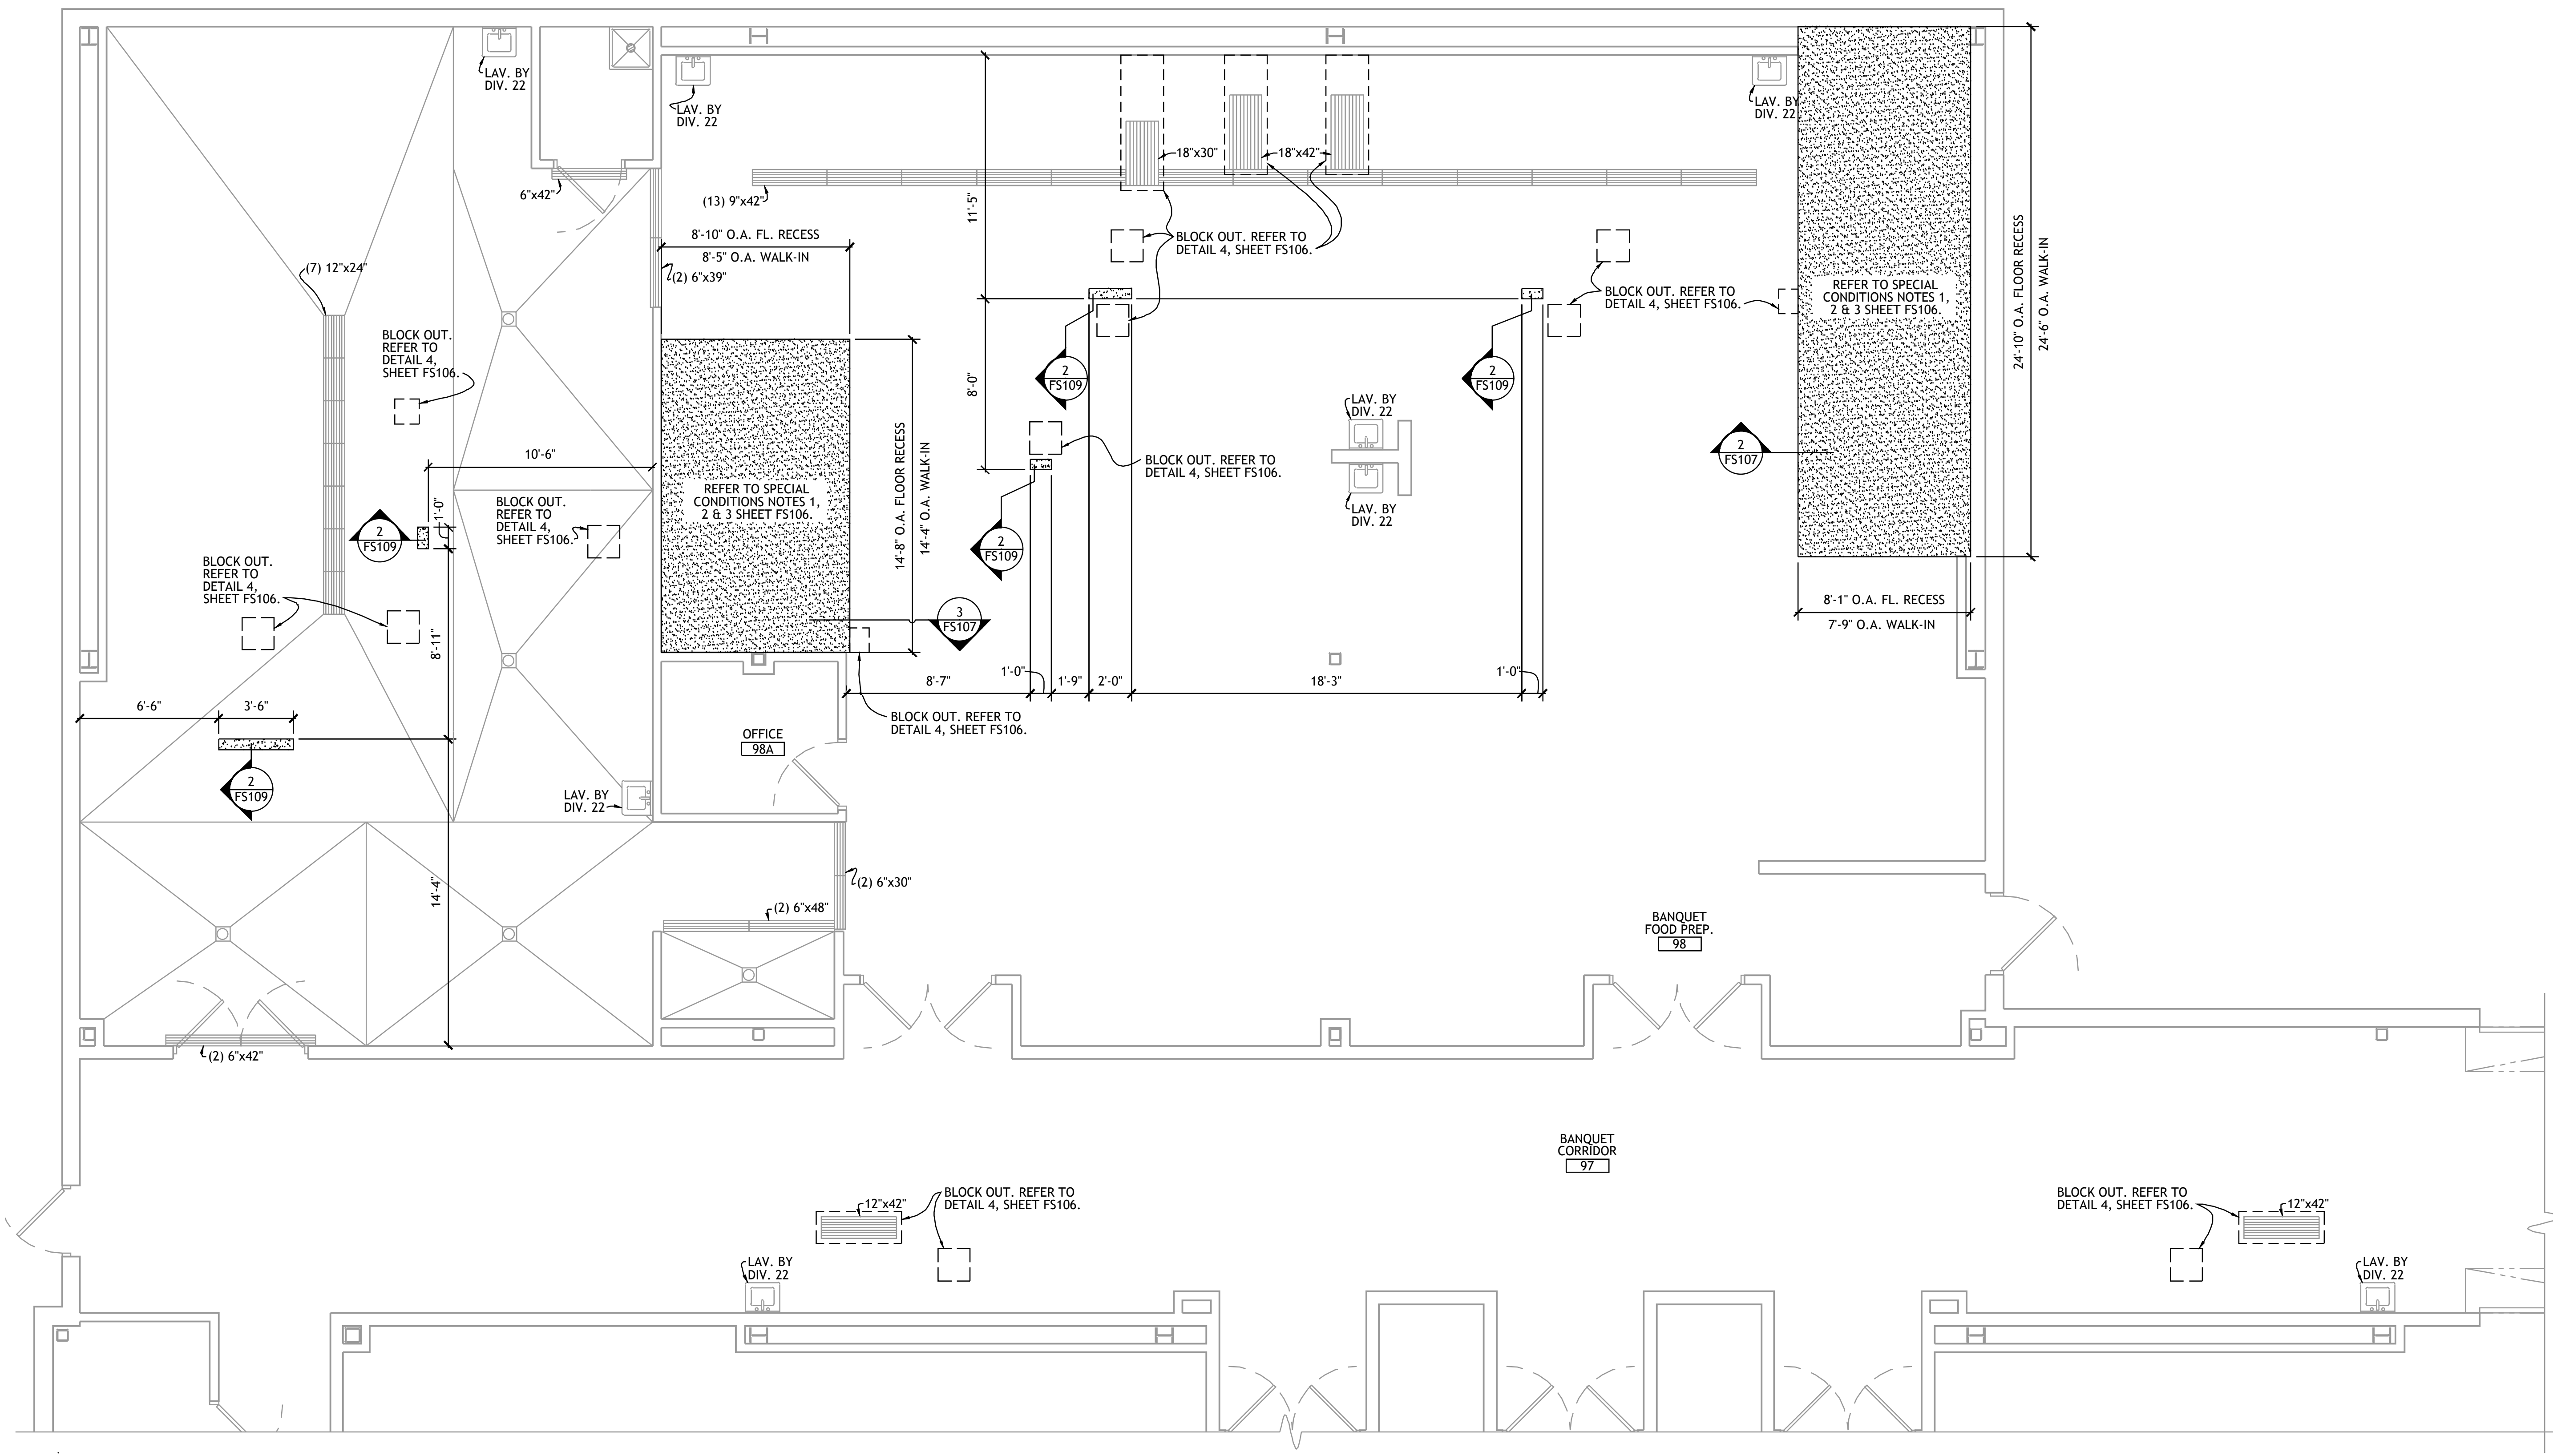 LAV. BY
DIV. 22
LAV. BY
DIV. 22
LAV. BY
DIV. 22
18"x30"
18"x42"
6"x42"
(13) 9"x42"
11'-5"
8'-10" O.A. FL. RECESS
8'-5" O.A. WALK-IN
(2) 6"x39"
(7) 12"x24"
BLOCK OUT. REFER TO
DETAIL 4, SHEET FS106.
BLOCK OUT. REFER TO
DETAIL 4, SHEET FS106.
REFER TO SPECIAL
CONDITIONS NOTES 1,
2 & 3 SHEET FS106.
24'-10" O.A. FLOOR RECESS
24'-6" O.A. WALK-IN
BLOCK OUT.
REFER TO
DETAIL 4,
SHEET FS106.
2
FS109
2
FS109
8'-0"
LAV. BY
DIV. 22
10'-6"
BLOCK OUT. REFER TO
DETAIL 4, SHEET FS106.
2
FS107
REFER TO SPECIAL
CONDITIONS NOTES 1,
2 & 3 SHEET FS106.
14'-8" O.A. FLOOR RECESS
14'-4" O.A. WALK-IN
1'-0"
BLOCK OUT.
REFER TO
DETAIL 4,
SHEET FS106.
LAV. BY
DIV. 22
2
FS109
2
FS109
BLOCK OUT.
REFER TO
DETAIL 4,
SHEET FS106.
3
FS107
8'-1" O.A. FL. RECESS
7'-9" O.A. WALK-IN
8'-11"
1'-0"
1'-0"
8'-7"
1'-9"
2'-0"
18'-3"
6'-6"
3'-6"
BLOCK OUT. REFER TO
DETAIL 4, SHEET FS106.
OFFICE
98A
2
FS109
LAV. BY
DIV. 22
14'-4"
(2) 6"x30"
(2) 6"x48"
BANQUET
FOOD PREP.
98
(2) 6"x42"
BANQUET
CORRIDOR
97
12"x42"
BLOCK OUT. REFER TO
DETAIL 4, SHEET FS106.
BLOCK OUT. REFER TO
DETAIL 4, SHEET FS106.
12"x42"
LAV. BY
DIV. 22
LAV. BY
DIV. 22